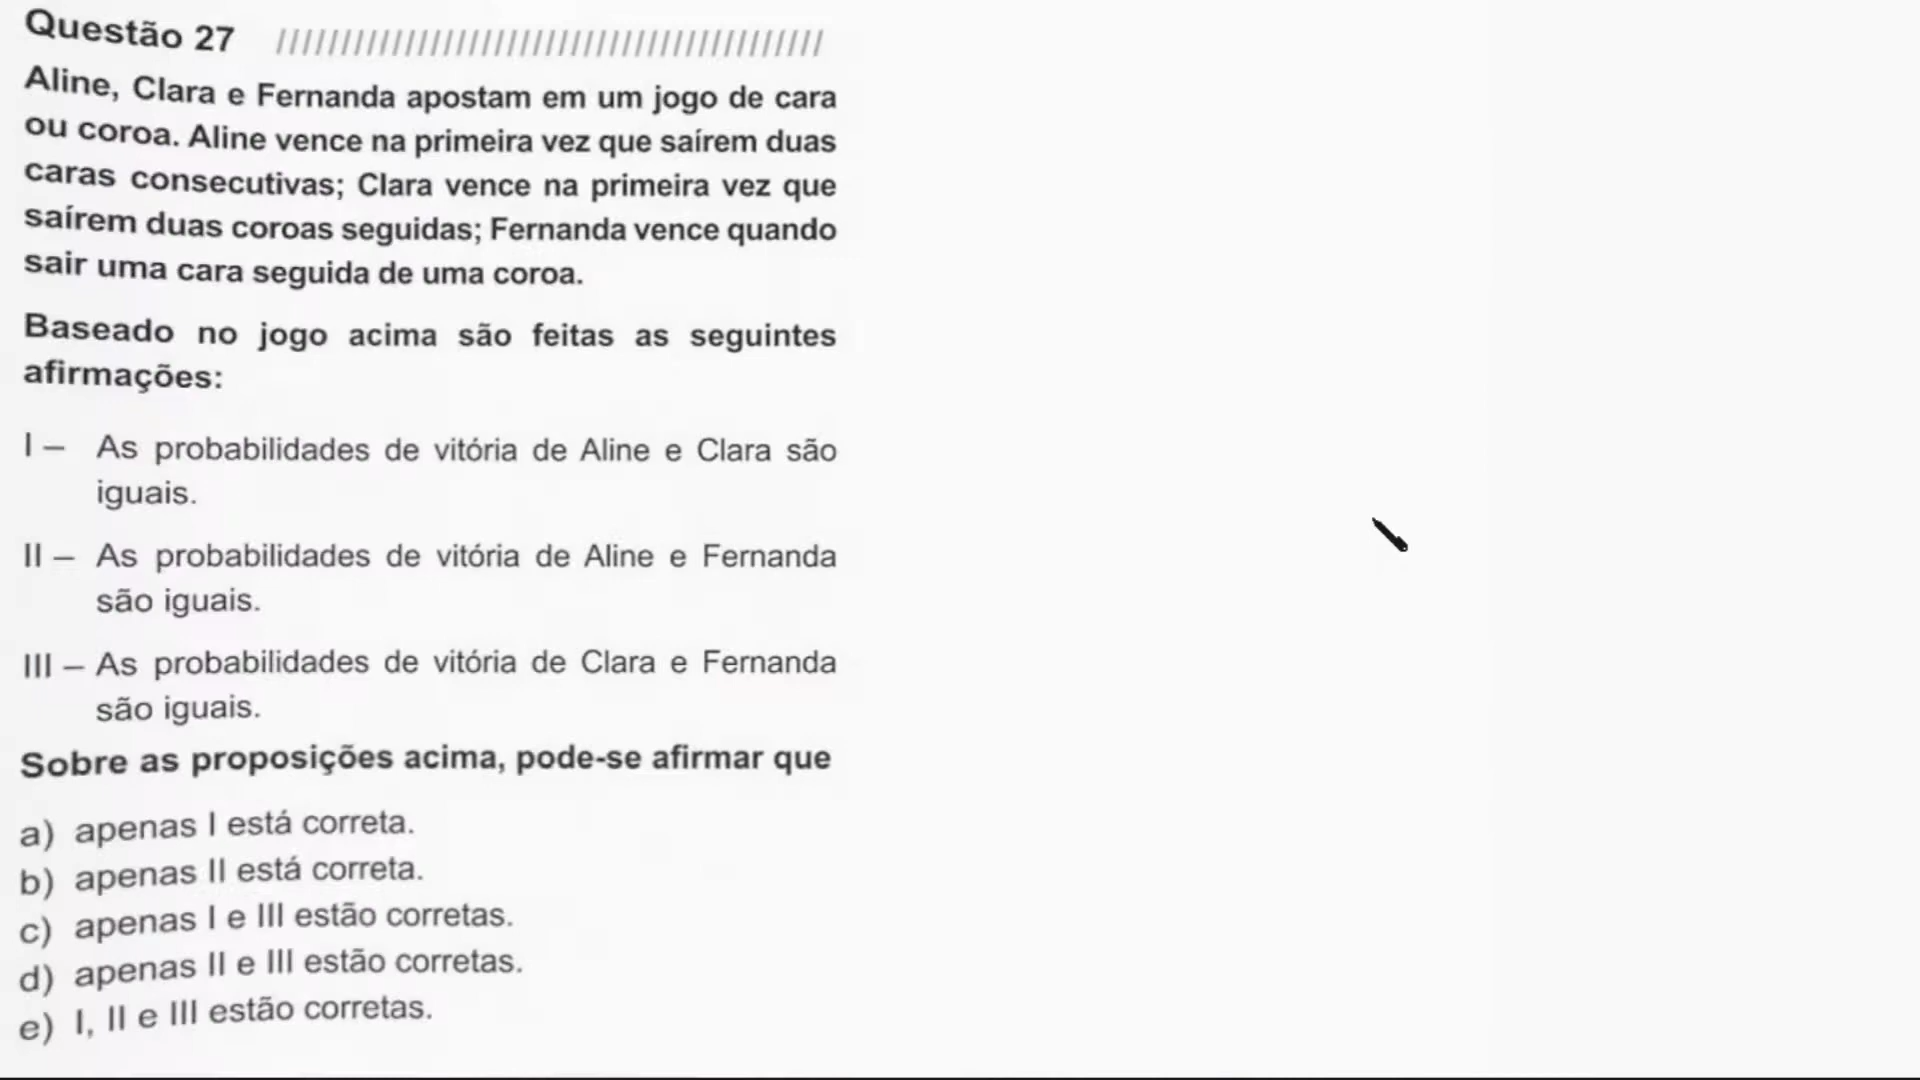 Questão 27
Aline, Clara e Fernanda apostam em um jogo de cara
ou coroa. Aline vence na primeira vez que saírem duas
caras consecutivas; Clara vence na primeira vez que
saírem duas coroas seguidas; Fernanda vence quando
sair uma cara seguida de uma coroa.
Baseado no jogo acima são feitas as seguintes
afirmações:
I – As probabilidades de vitória de Aline e Clara são
iguais.
II – As probabilidades de vitória de Aline e Fernanda
são iguais.
III – As probabilidades de vitória de Clara e Fernanda
são iguais.
Sobre as proposições acima, pode-se afirmar que
a) apenas I está correta.
b) apenas II está correta.
c) apenas I e III estão corretas.
d) apenas II e III estão corretas.
e) I, II e III estão corretas.